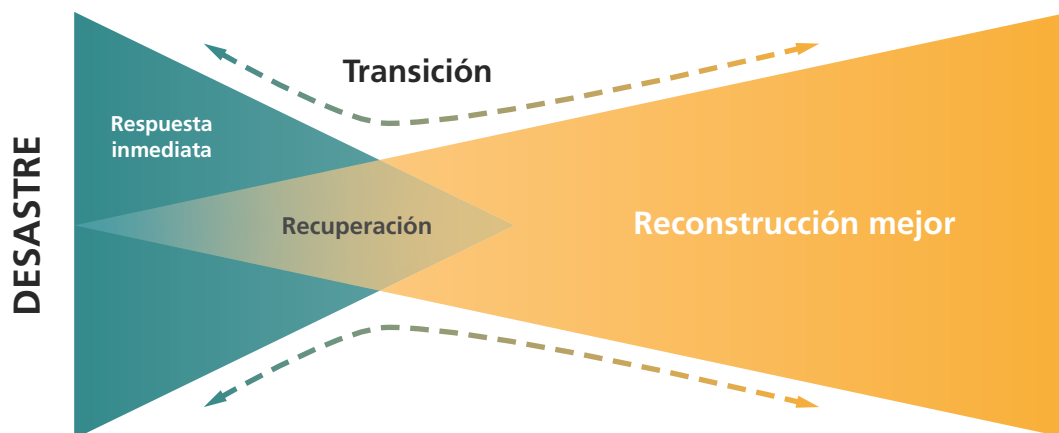 DESASTRE
Transición
Respuesta
inmediata
Recuperación
Reconstrucción mejor